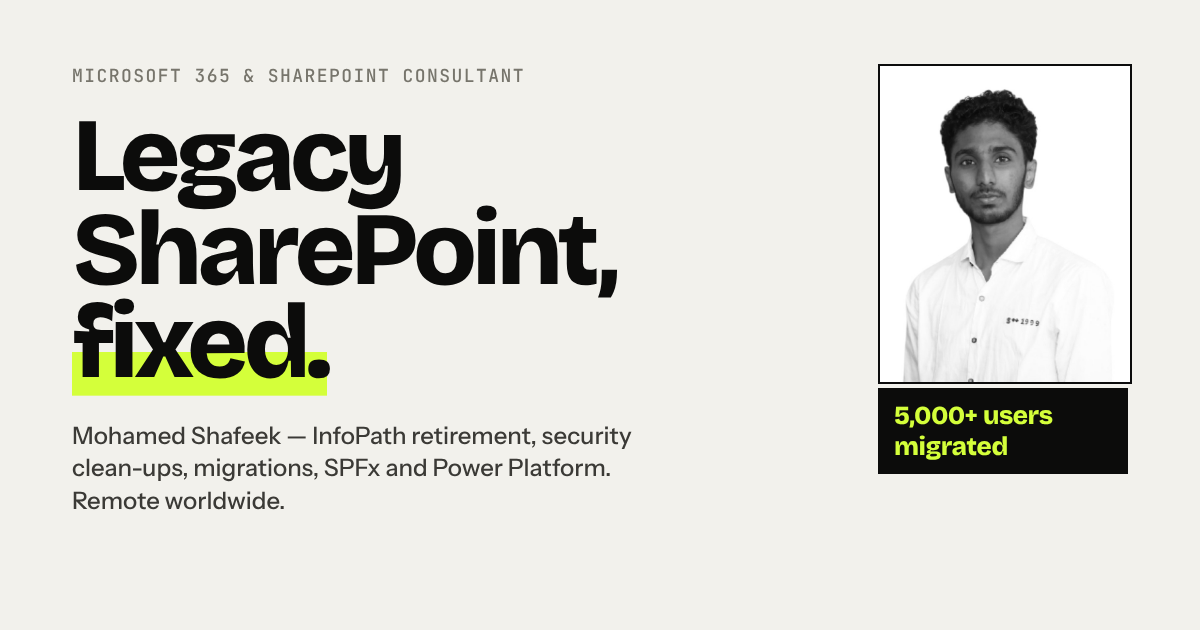 MICROSOFT 365 & SHAREPOINT CONSULTANT
Legacy
SharePoint,
fixed.
Mohamed Shafeek — InfoPath retirement, security
clean-ups, migrations, SPFx and Power Platform.
Remote worldwide.
5,000+ users
migrated